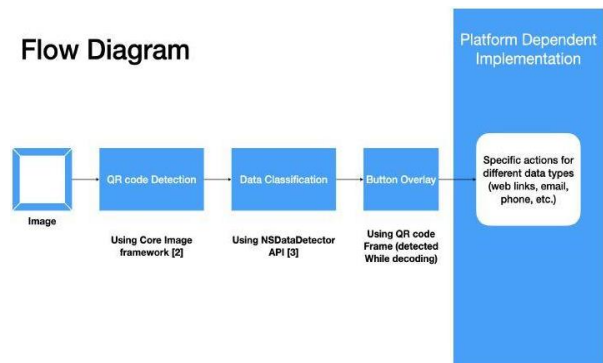 Flow Diagram
Platform Dependent
Implementation
QR code Detection
Data Classification
Button Overlay
Specific actions for
different data types
(web links, email,
phone, etc.)
Image
Using Core Image
framework [2]
Using NSDataDetector
API [3]
Using QR code
Frame (detected
While decoding)